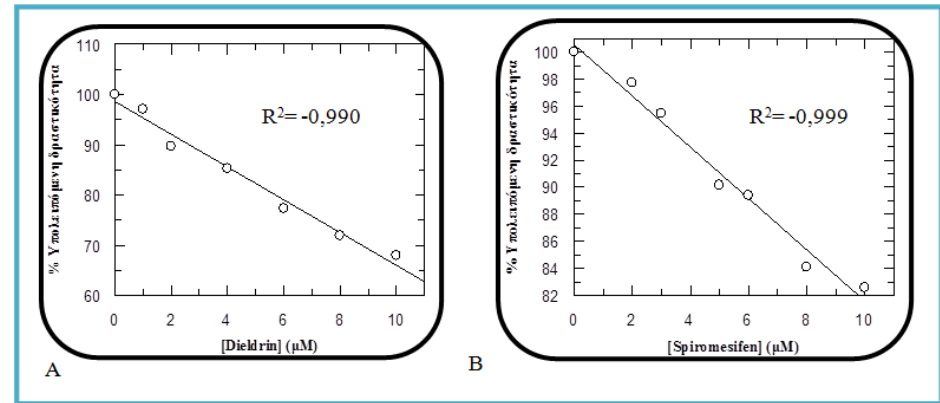 % Υπολειπόμενη δραστικότητα
110
100
90
80
70
60
R²= -0,990
0 2 4 6 8 10
[Dieldrin] (μM)
A
% Υπολειπόμενη δραστικότητα
100
98
96
94
92
90
88
86
84
82
R²= -0,999
0 2 4 6 8 10
[Spiromesifen] (μM)
B